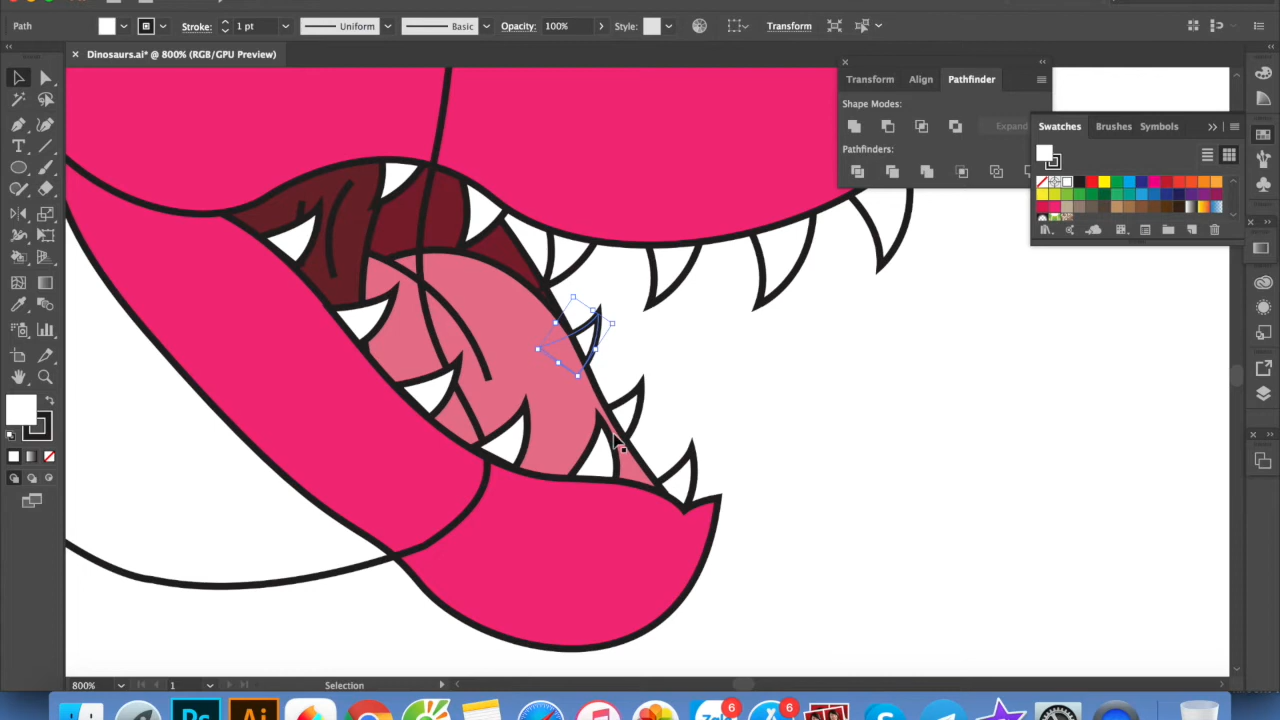 Path
Stroke: 1 pt Uniform Basic Opacity: 100% Style: Transform
× Dinosaurs.ai* @ 800% (RGB/GPU Preview)
Transform Align Pathfinder
Shape Modes:
Expand
Pathfinders:
Swatches Brushes Symbols
800% 1 Selection
Ps Ai Zalo 6 6